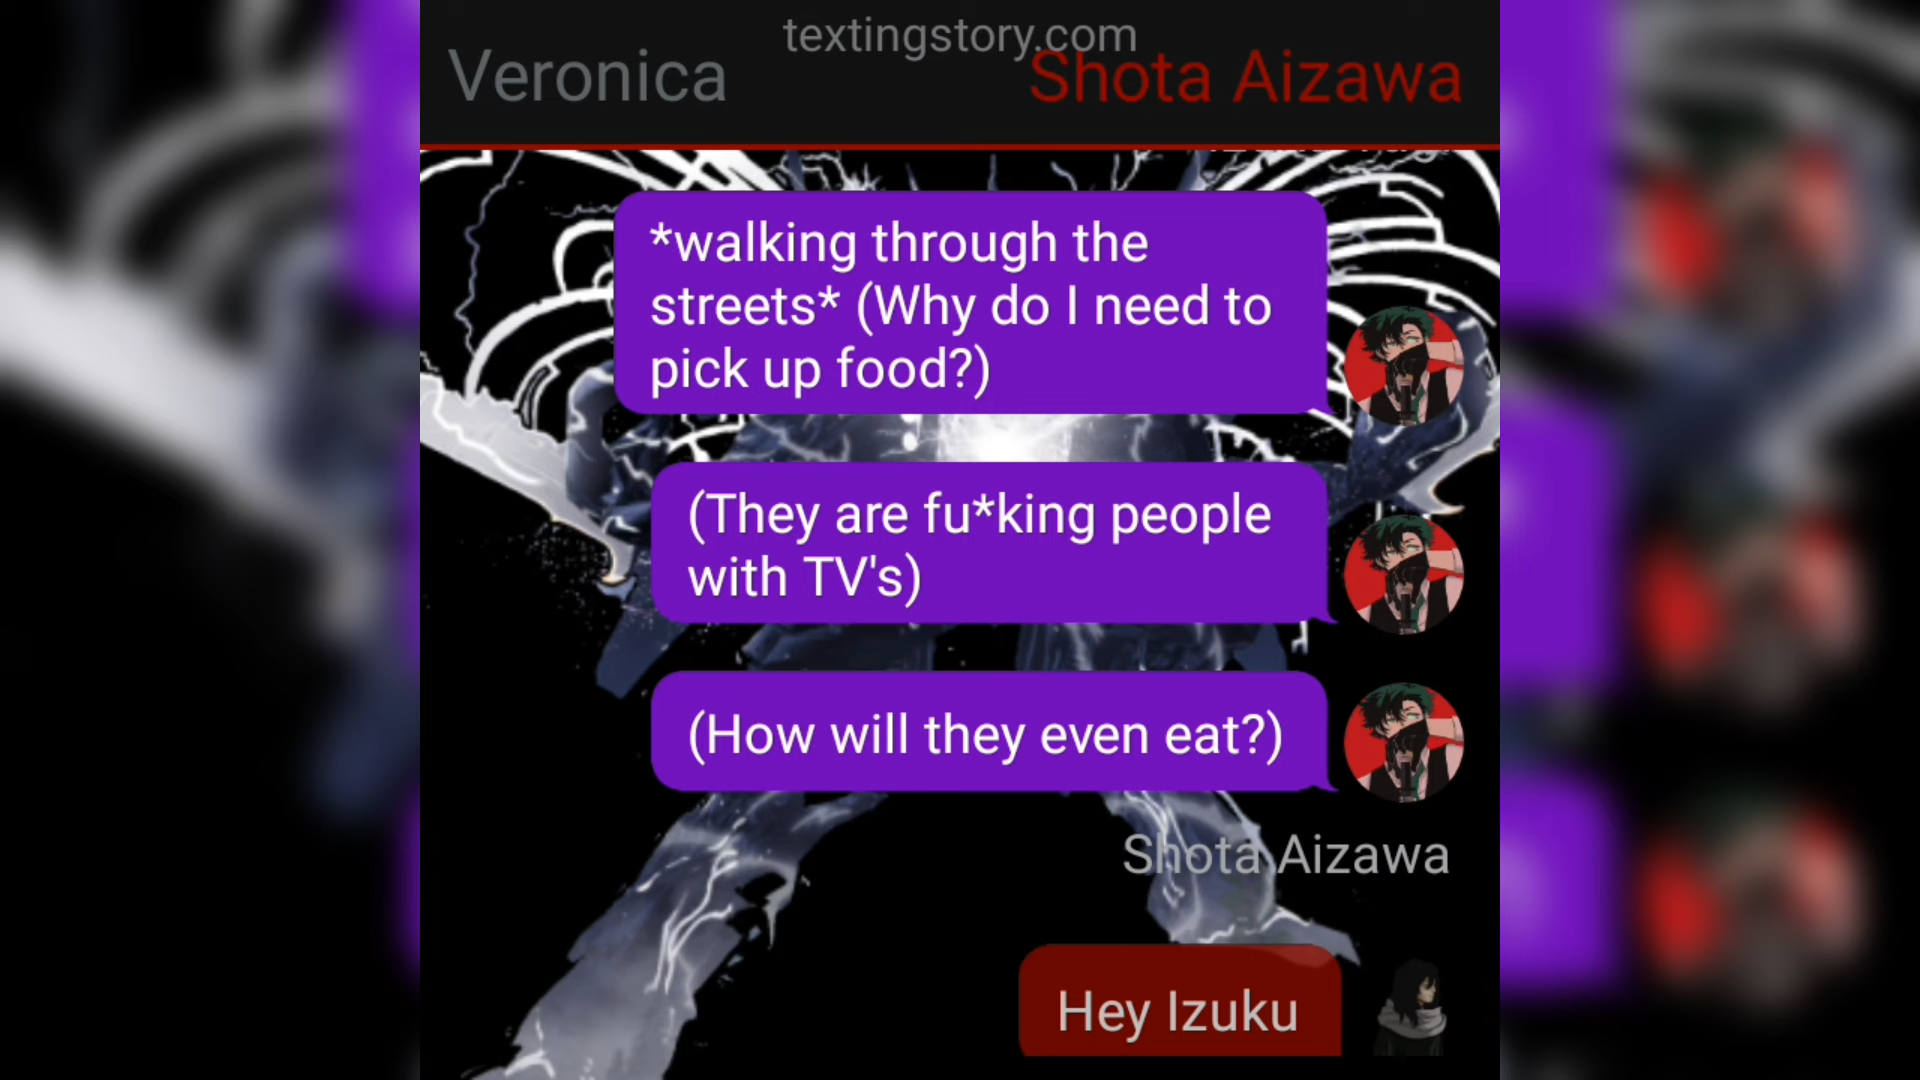 textingstory.com
Veronica
Shota Aizawa
*walking through the
streets* (Why do I need to
pick up food?)
(They are fu*king people
with TV's)
(How will they even eat?)
Shota Aizawa
Hey Izuku